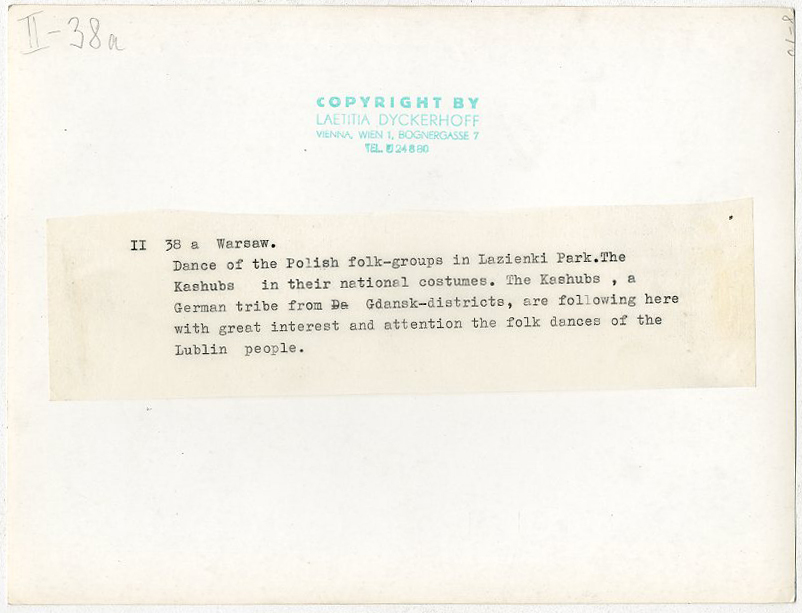 II-38a
COPYRIGHT BY
LAETITIA DYCKERHOFF
VIENNA, WIEN 1, BOGNERGASSE 7
TEL. U 24 8 80
II 38 a Warsaw.
Dance of the Polish folk-groups in Lazienki Park.The
Kashubs in their national costumes. The Kashubs , a
German tribe from Da Gdansk-districts, are following here
with great interest and attention the folk dances of the
Lublin people.